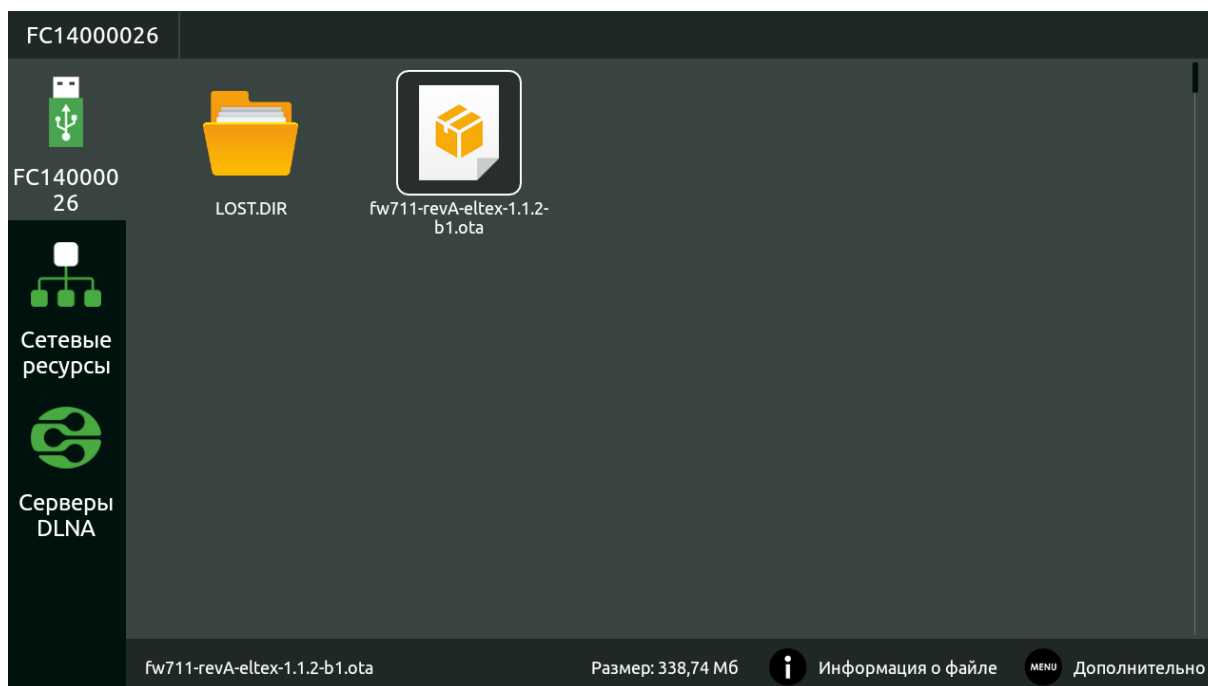 FC14000026
FC140000
26
LOST.DIR
fw711-revA-eltex-1.1.2-
b1.ota
Сетевые
ресурсы
Серверы
DLNA
fw711-revA-eltex-1.1.2-b1.ota
Размер: 338,74 Мб
i Информация о файле
MENU Дополнительно